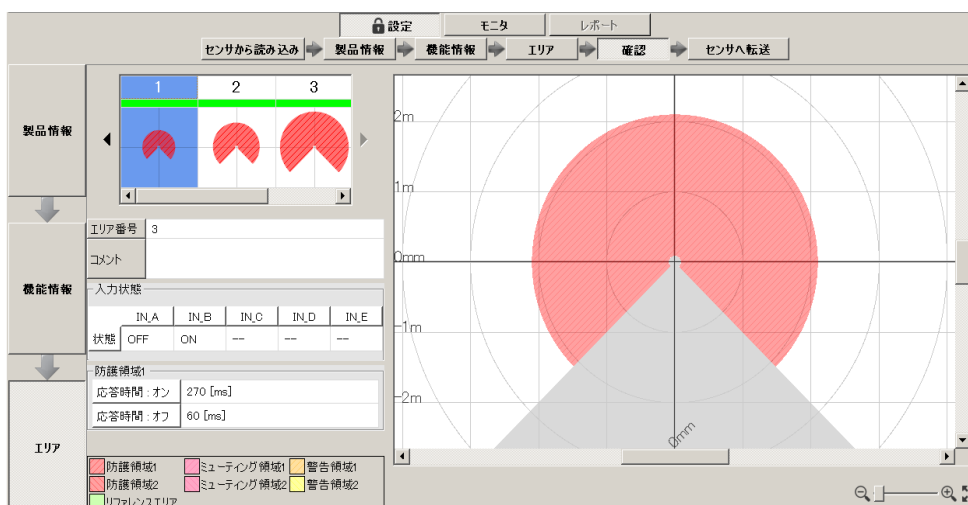 設定 モニタ レポート
センサから読み込み 製品情報 機能情報 エリア 確認 センサへ転送
製品情報
機能情報
エリア
1 2 3
エリア番号 3
コメント
入力状態
IN_A IN_B IN_C IN_D IN_E
状態 OFF ON -- -- --
防護領域1
応答時間 : オン 270 [ms]
応答時間 : オフ 60 [ms]
防護領域1 ミューティング領域1 警告領域1
防護領域2 ミューティング領域2 警告領域2
リファレンスエリア
2m
1m
0mm
-1m
-2m
0mm